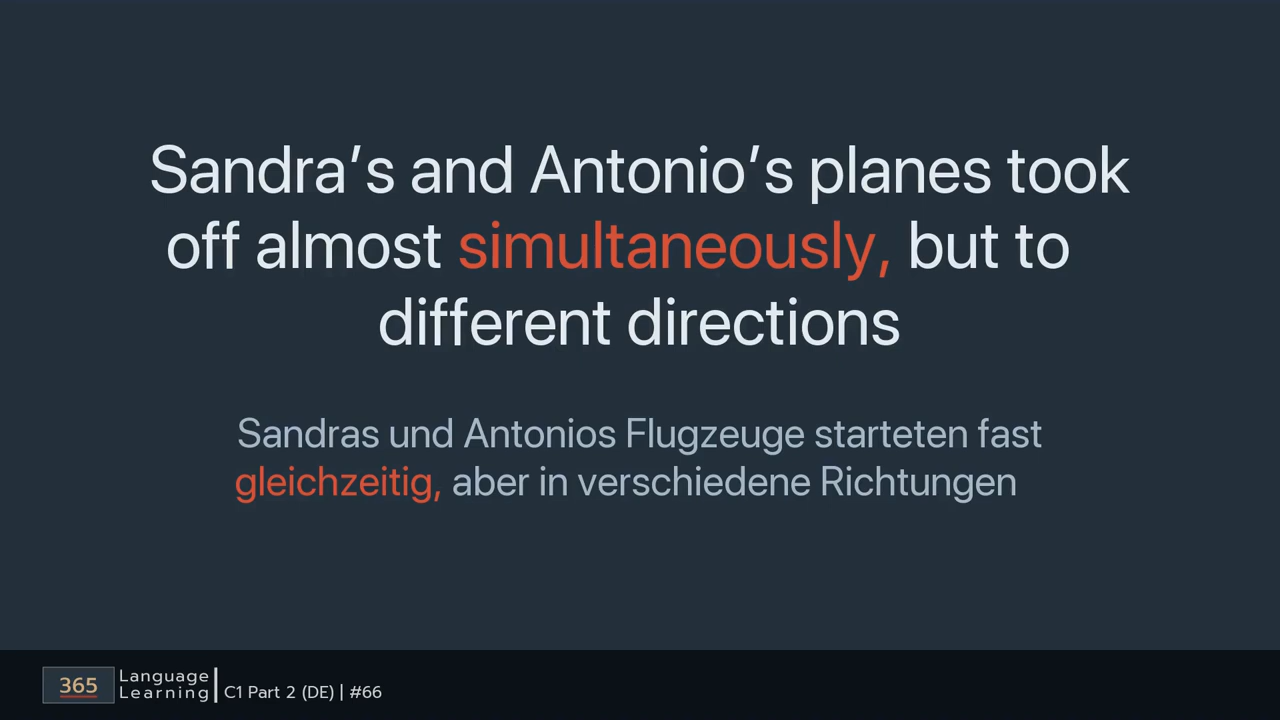 Sandra′s and Antonio′s planes took
off almost simultaneously, but to
different directions
Sandras und Antonios Flugzeuge starteten fast
gleichzeitig, aber in verschiedene Richtungen
365
Language
Learning
C1 Part 2 (DE) | #66